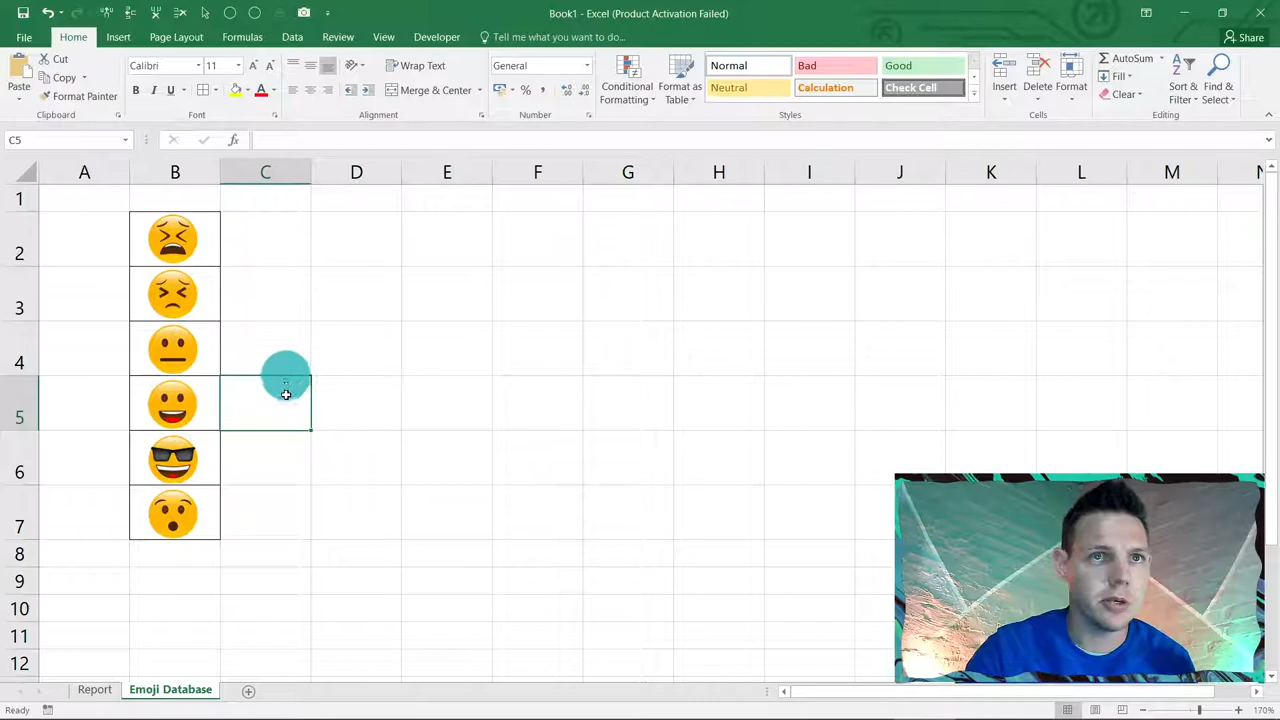 Book1 - Excel (Product Activation Failed)
File Home Insert Page Layout Formulas Data Review View Developer Tell me what you want to do... Share
Cut
Copy
Format Painter
Paste
Clipboard
Calibri 11
B I U
Font
Wrap Text
Merge & Center
Alignment
General
%
Number
Conditional Formatting
Format as Table
Normal Bad Good
Neutral Calculation Check Cell
Styles
Insert Delete Format
Cells
AutoSum
Fill
Clear
Sort & Filter
Find & Select
Editing
C5 fx
A B C D E F G H I J K L M N
1
2
3
4
5
6
7
8
9
10
11
12
Report Emoji Database
Ready 170%